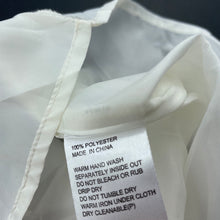 100% POLYESTER
MADE IN CHINA
WARM HAND WASH
SEPARATELY INSIDE OUT
DO NOT BLEACH OR RUB
DRIP DRY
DO NOT TUMBLE DRY
WARM IRON UNDER CLOTH
DRY CLEANABLE(P)